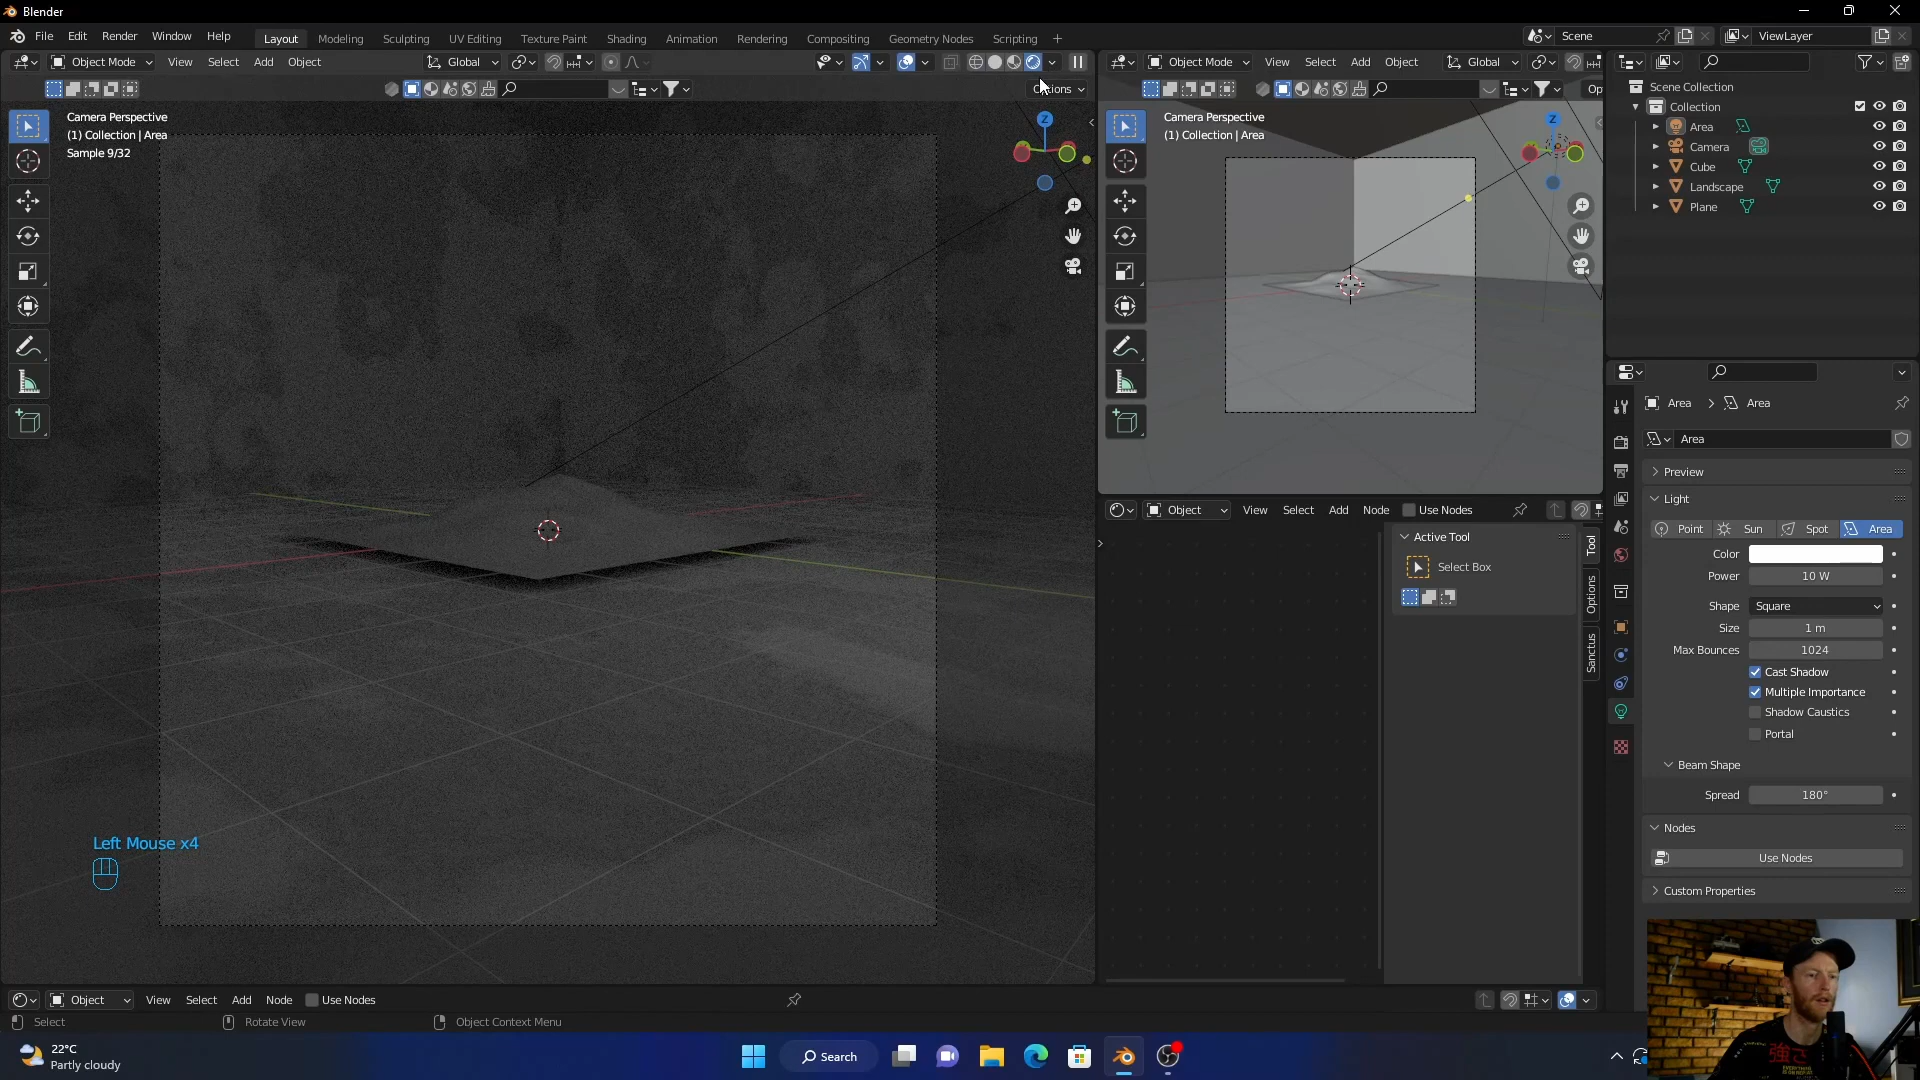 Blender
File Edit Render Window Help
Layout Modeling Sculpting UV Editing Texture Paint Shading Animation Rendering Compositing Geometry Nodes Scripting
Scene
ViewLayer
Object Mode View Select Add Object Global
Options
Camera Perspective
(1) Collection | Area
Sample 9/32
Z
Left Mouse x4
Object Mode View Select Add Object Global
Op
Camera Perspective
(1) Collection | Area
Z
Object View Select Add Node Use Nodes
Active Tool
Select Box
Tool
Options
Sanctus
Scene Collection
Collection
Area
Camera
Cube
Landscape
Plane
Area Area
Area
Preview
Light
Point Sun Spot Area
Color
Power 10 W
Shape Square
Size 1 m
Max Bounces 1024
Cast Shadow
Multiple Importance
Shadow Caustics
Portal
Beam Shape
Spread 180°
Nodes
Use Nodes
Custom Properties
Object View Select Add Node Use Nodes
Select Rotate View Object Context Menu
22°C
Partly cloudy
Search